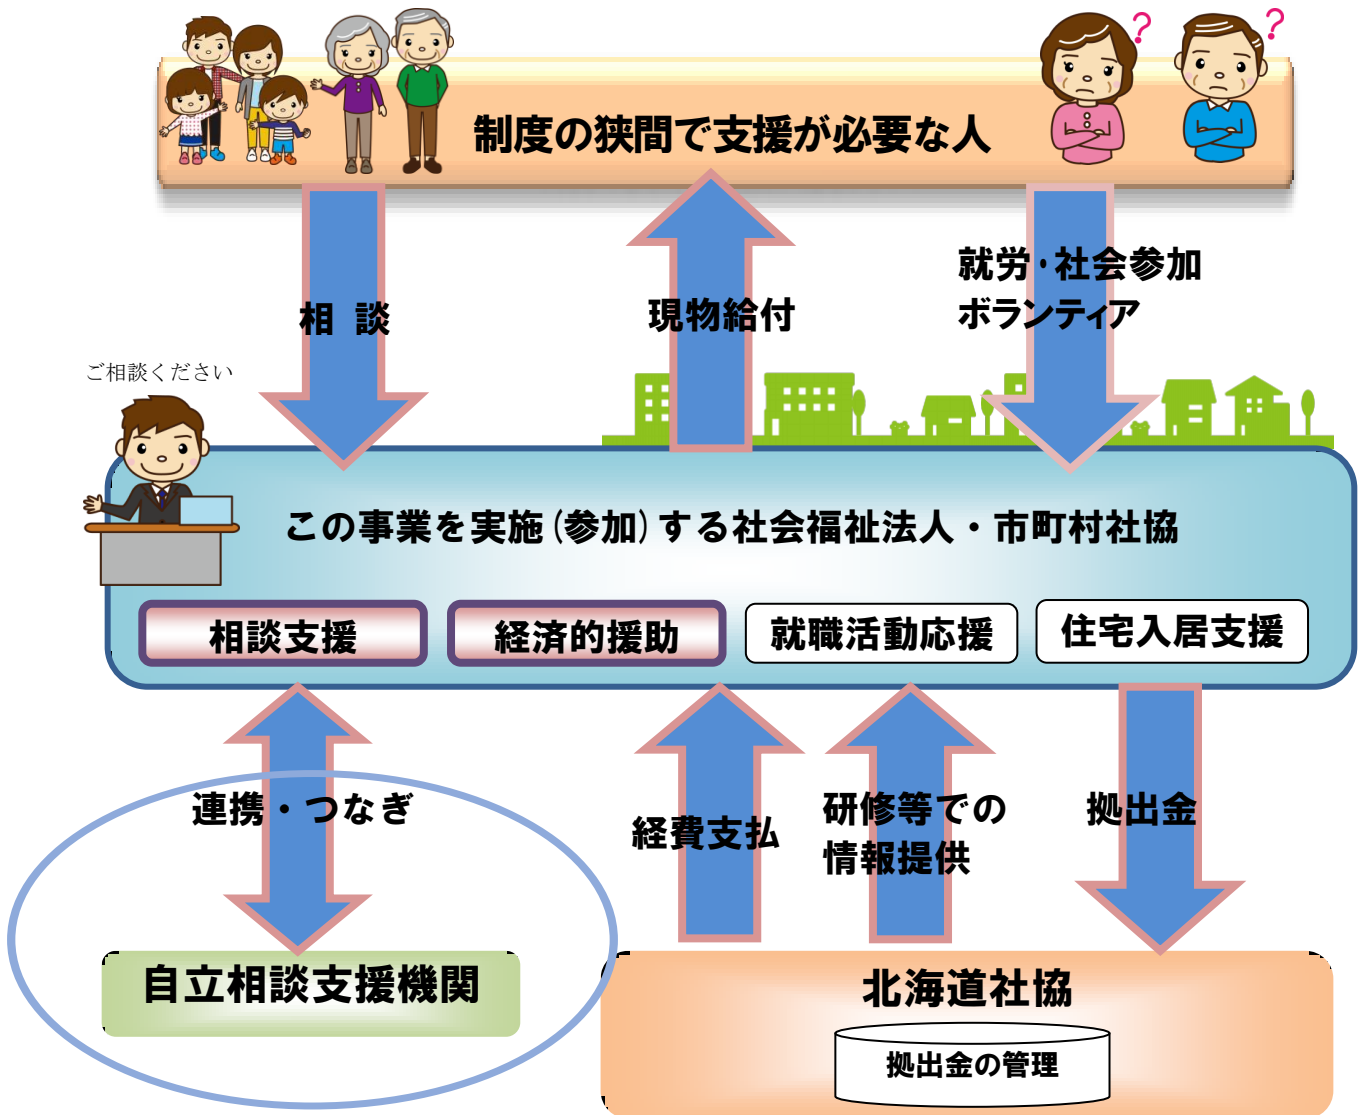 ? ?
制度の狭間で支援が必要な人
相 談
現物給付
就労・社会参加
ボランティア
ご相談ください
この事業を実施(参加)する社会福祉法人・市町村社協
相談支援
経済的援助
就職活動応援
住宅入居支援
連携・つなぎ
経費支払
研修等での
情報提供
拠出金
自立相談支援機関
北海道社協
拠出金の管理